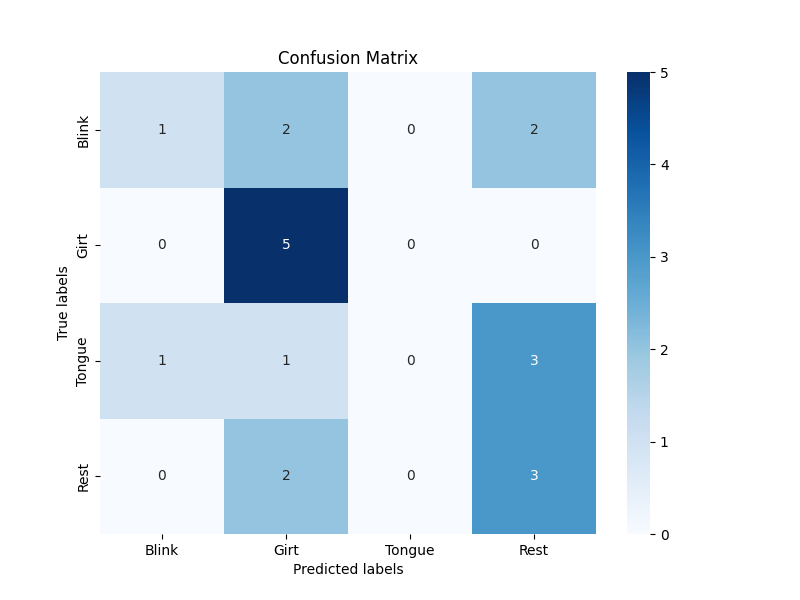 Confusion Matrix
True labels
Blink 1 2 0 2
Girt 0 5 0 0
Tongue 1 1 0 3
Rest 0 2 0 3
Blink Girt Tongue Rest
Predicted labels
5
4
3
2
1
0